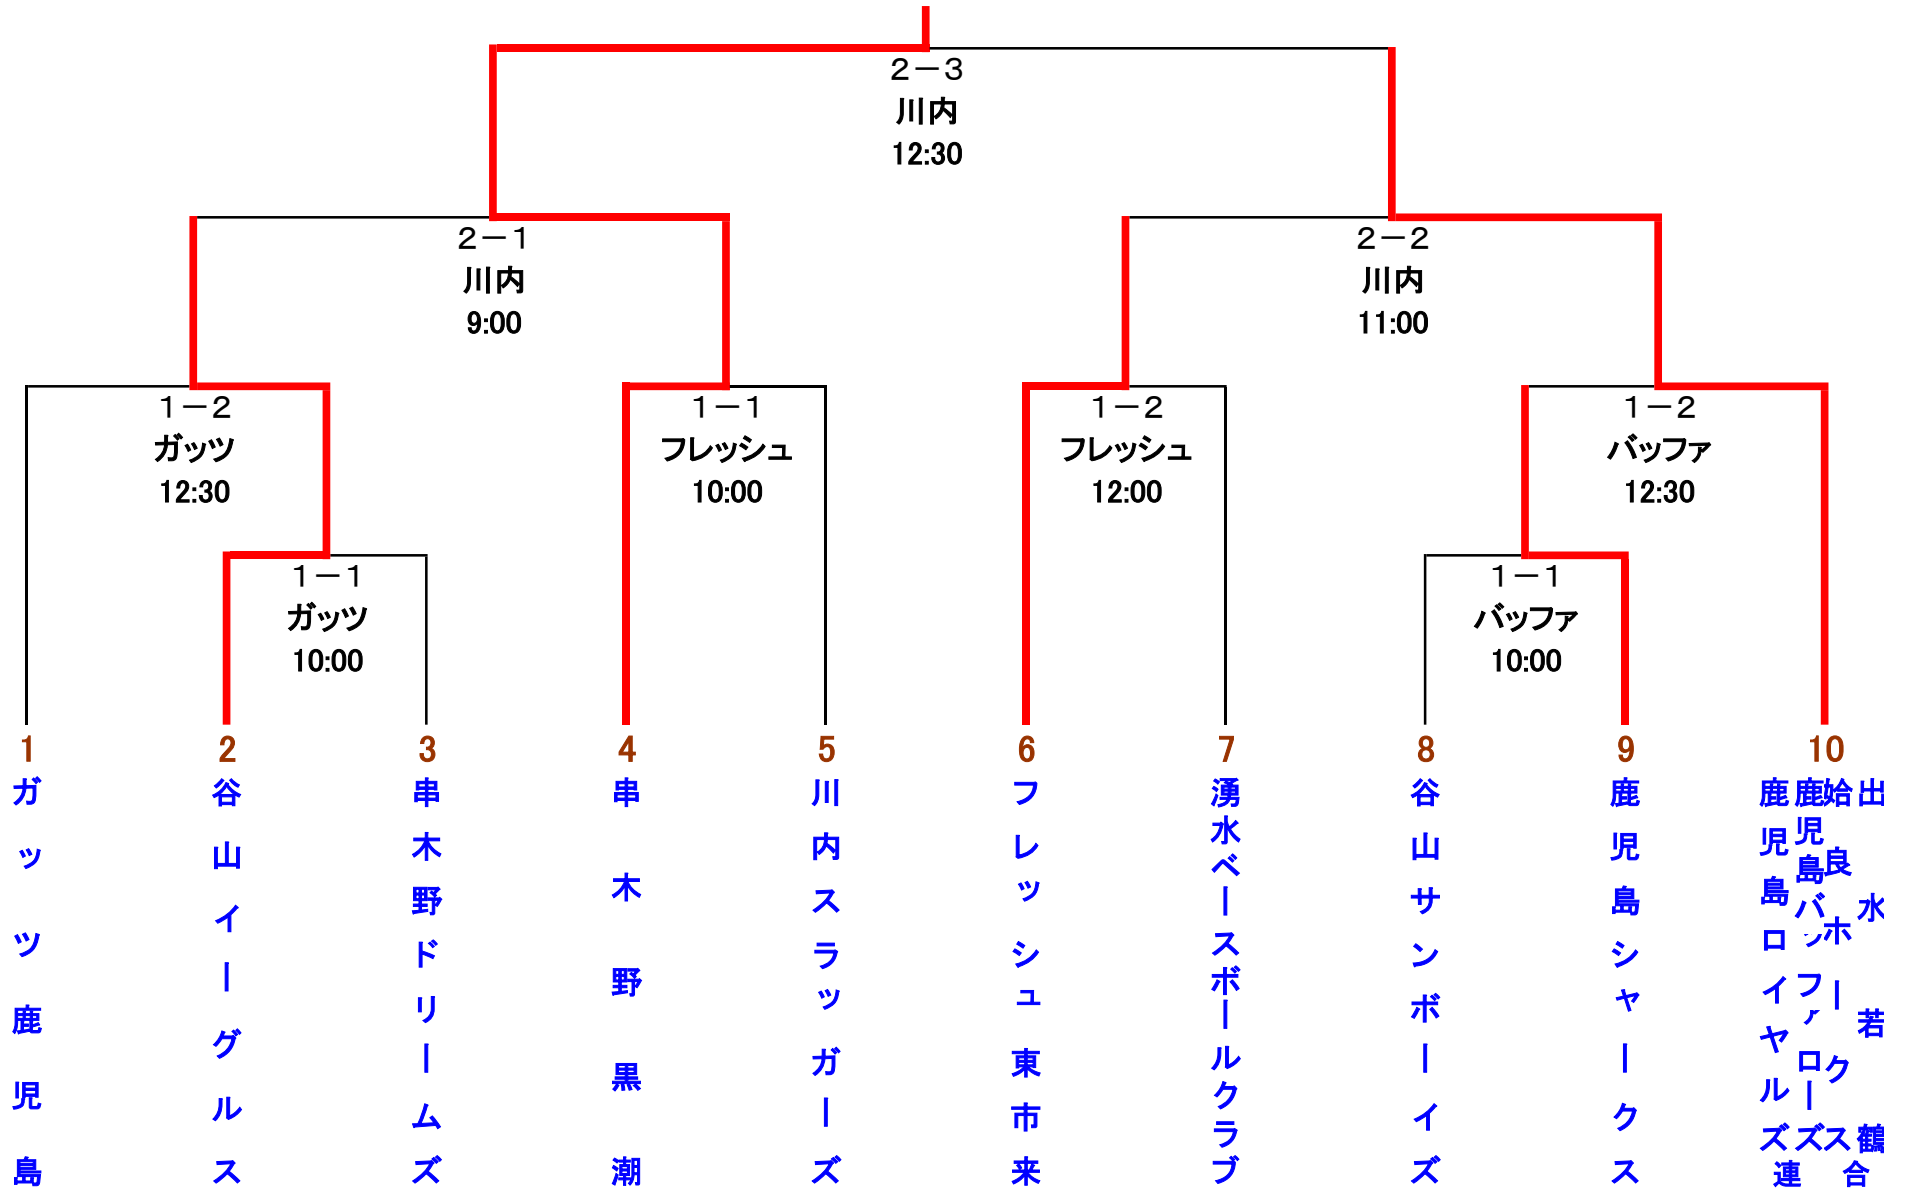 2－3
川内
12:30
2－1
川内
9:00
2－2
川内
11:00
1－2
ガッツ
12:30
1－1
フレッシュ
10:00
1－2
フレッシュ
12:00
1－2
バッファ
12:30
1－1
ガッツ
10:00
1－1
バッファ
10:00
1
2
3
4
5
6
7
8
9
10
ガッツ鹿児島
谷山イーグルス
串木野ドリームズ
串木野黒潮
川内スラッガーズ
フレッシュ東市来
湧水ベースボールクラブ
谷山サンボーイズ
鹿児島シャークス
鹿児島ロイヤルズ
鹿児島バッファローズ
姶良ホークス
出水若鶴
連合